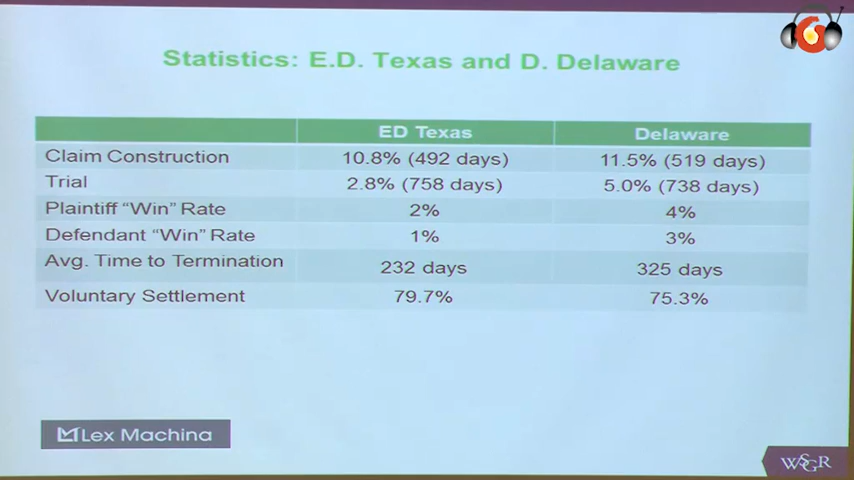 G
Statistics: E.D. Texas and D. Delaware
ED Texas Delaware
Claim Construction 10.8% (492 days) 11.5% (519 days)
Trial 2.8% (758 days) 5.0% (738 days)
Plaintiff “Win” Rate 2% 4%
Defendant “Win” Rate 1% 3%
Avg. Time to Termination 232 days 325 days
Voluntary Settlement 79.7% 75.3%
Lex Machina
WSGR